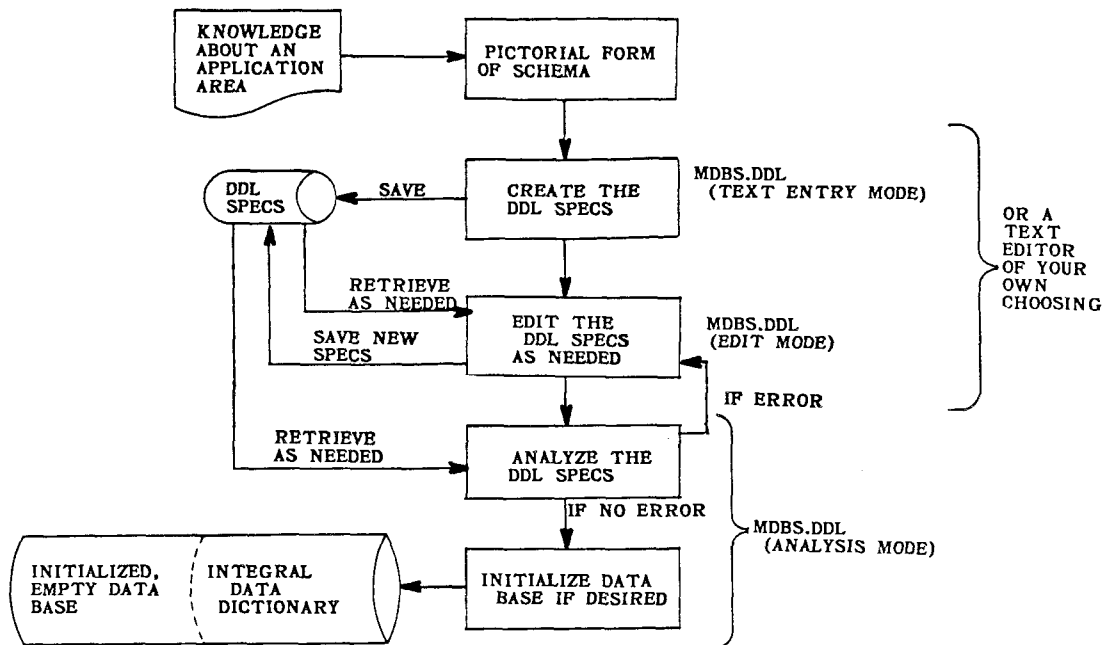 KNOWLEDGE
ABOUT AN
APPLICATION
AREA
PICTORIAL FORM
OF SCHEMA
DDL
SPECS
SAVE
CREATE THE
DDL SPECS
MDBS.DDL
(TEXT ENTRY MODE)
OR A
TEXT
EDITOR
OF YOUR
OWN
CHOOSING
RETRIEVE
AS NEEDED
SAVE NEW
SPECS
EDIT THE
DDL SPECS
AS NEEDED
MDBS.DDL
(EDIT MODE)
IF ERROR
RETRIEVE
AS NEEDED
ANALYZE THE
DDL SPECS
IF NO ERROR
MDBS.DDL
(ANALYSIS MODE)
INITIALIZED,
EMPTY DATA
BASE
INTEGRAL
DATA
DICTIONARY
INITIALIZE DATA
BASE IF DESIRED